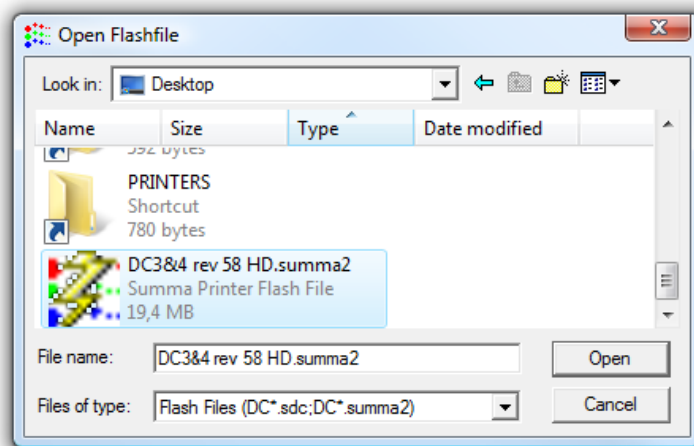 Open Flashfile
Look in: Desktop
Name Size Type Date modified
592 bytes
PRINTERS
Shortcut
780 bytes
DC3&4 rev 58 HD.summa2
Summa Printer Flash File
19,4 MB
File name: DC3&4 rev 58 HD.summa2 Open
Files of type: Flash Files (DC*.sdc;DC*.summa2) Cancel